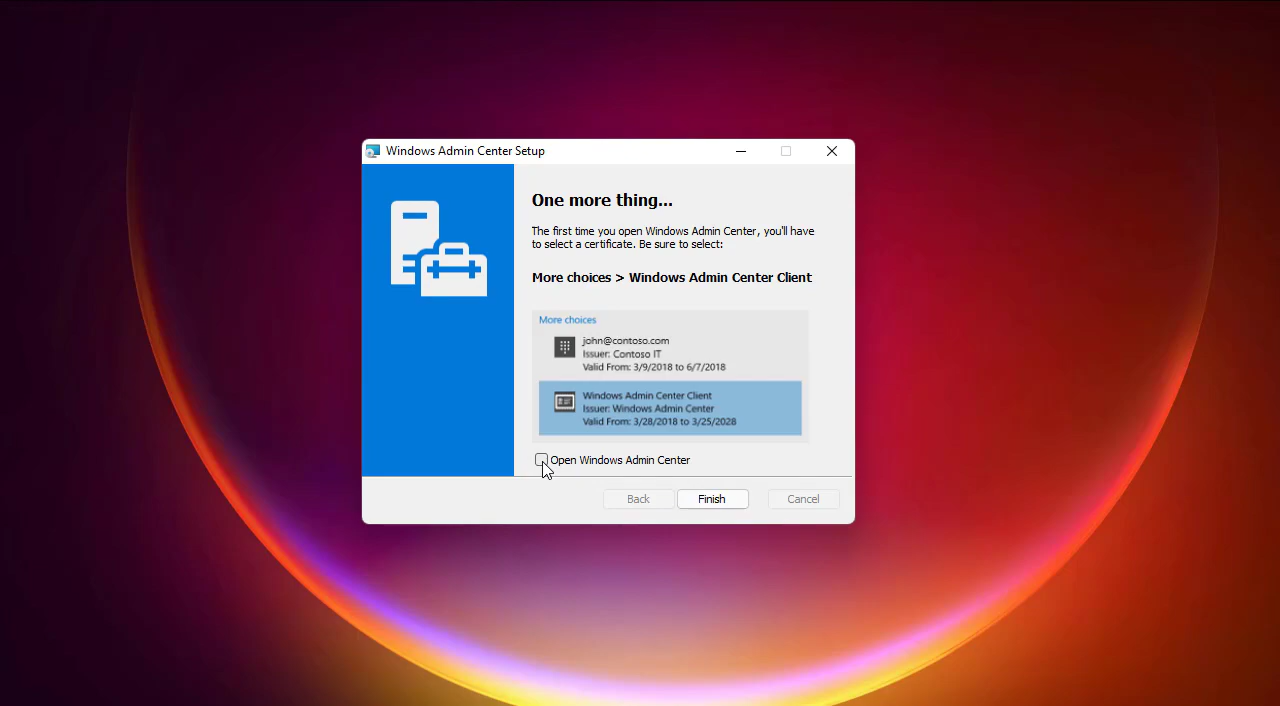 Windows Admin Center Setup
One more thing...
The first time you open Windows Admin Center, you'll have
to select a certificate. Be sure to select:
More choices > Windows Admin Center Client
More choices
john@contoso.com
Issuer: Contoso IT
Valid From: 3/9/2018 to 6/7/2018
Windows Admin Center Client
Issuer: Windows Admin Center
Valid From: 3/28/2018 to 3/25/2028
Open Windows Admin Center
Back
Finish
Cancel